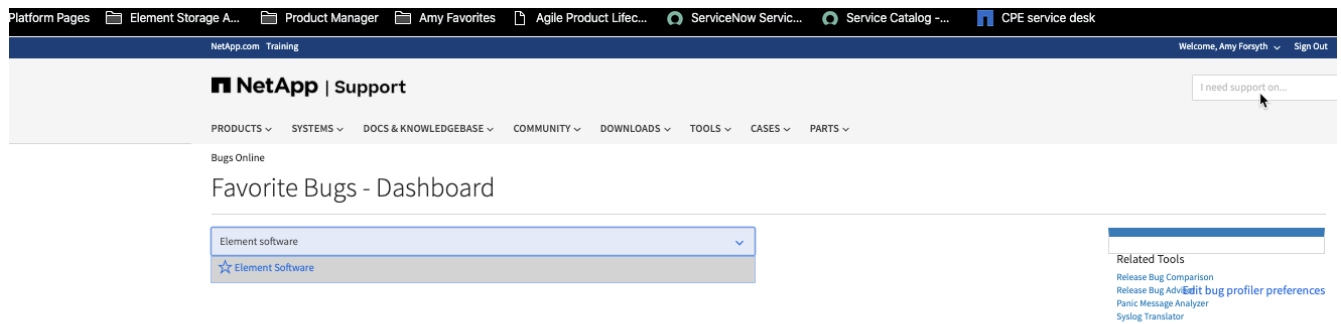 Platform Pages Element Storage A... Product Manager Amy Favorites Agile Product Lifec... ServiceNow Servic... Service Catalog -... CPE service desk
NetApp.com Training Welcome, Amy Forsyth Sign Out
NetApp | Support
I need support on...
PRODUCTS SYSTEMS DOCS & KNOWLEDGEBASE COMMUNITY DOWNLOADS TOOLS CASES PARTS
Bugs Online
Favorite Bugs - Dashboard
Element software
Element Software
Related Tools
Release Bug Comparison
Release Bug Edit bug profiler preferences
Panic Message Analyzer
Syslog Translator